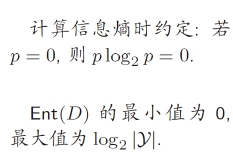 计算信息熵时约定: 若
p = 0, 则 p log₂ p = 0.
Ent(D) 的最小值为 0,
最大值为 log₂ |𝒴|.